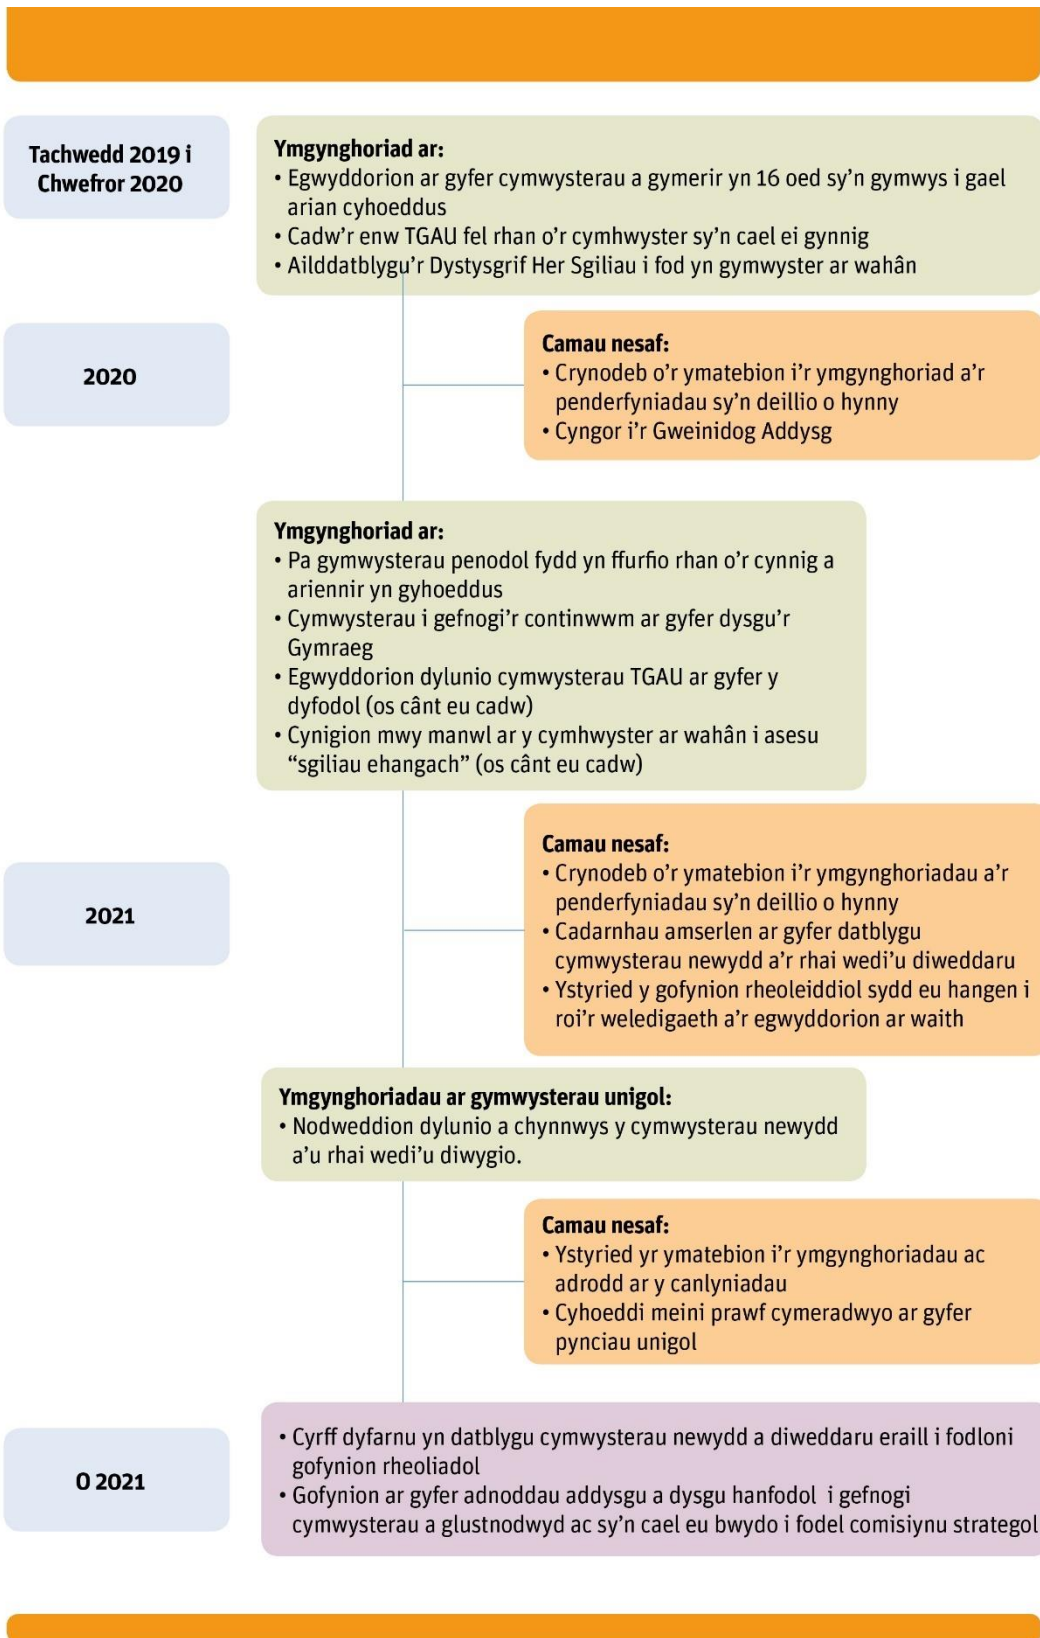 Tachwedd 2019 i
Chwefror 2020
Ymgynghoriad ar:
• Egwyddorion ar gyfer cymwysterau a gymerir yn 16 oed sy’n gymwys i gael
arian cyhoeddus
• Cadw’r enw TGAU fel rhan o’r cymhwyster sy’n cael ei gynnig
• Ailddatblygu’r Dystysgrif Her Sgiliau i fod yn gymwyster ar wahân
2020
Camau nesaf:
• Crynodeb o’r ymatebion i’r ymgynghoriad a’r
penderfyniadau sy’n deillio o hynny
• Cyngor i’r Gweinidog Addysg
Ymgynghoriad ar:
• Pa gymwysterau penodol fydd yn ffurfio rhan o’r cynnig a
ariennir yn gyhoeddus
• Cymwysterau i gefnogi’r continwwm ar gyfer dysgu’r
Gymraeg
• Egwyddorion dylunio cymwysterau TGAU ar gyfer y
dyfodol (os cânt eu cadw)
• Cynigion mwy manwl ar y cymhwyster ar wahân i asesu
“sgiliau ehangach” (os cânt eu cadw)
2021
Camau nesaf:
• Crynodeb o’r ymatebion i’r ymgynghoriadau a’r
penderfyniadau sy’n deillio o hynny
• Cadarnhau amserlen ar gyfer datblygu
cymwysterau newydd a’r rhai wedi’u diweddaru
• Ystyried y gofynion rheoleiddiol sydd eu hangen i
roi’r weledigaeth a’r egwyddorion ar waith
Ymgynghoriadau ar gymwysterau unigol:
• Nodweddion dylunio a chynnwys y cymwysterau newydd
a’u rhai wedi’u diwygio.
Camau nesaf:
• Ystyried yr ymatebion i’r ymgynghoriadau ac
adrodd ar y canlyniadau
• Cyhoeddi meini prawf cymeradwyo ar gyfer
pynciau unigol
O 2021
• Cyrff dyfarnu yn datblygu cymwysterau newydd a diweddaru eraill i fodloni
gofynion rheoliadol
• Gofynion ar gyfer adnoddau addysgu a dysgu hanfodol i gefnogi
cymwysterau a glustnodwyd ac sy’n cael eu bwydo i fodel comisiynu strategol